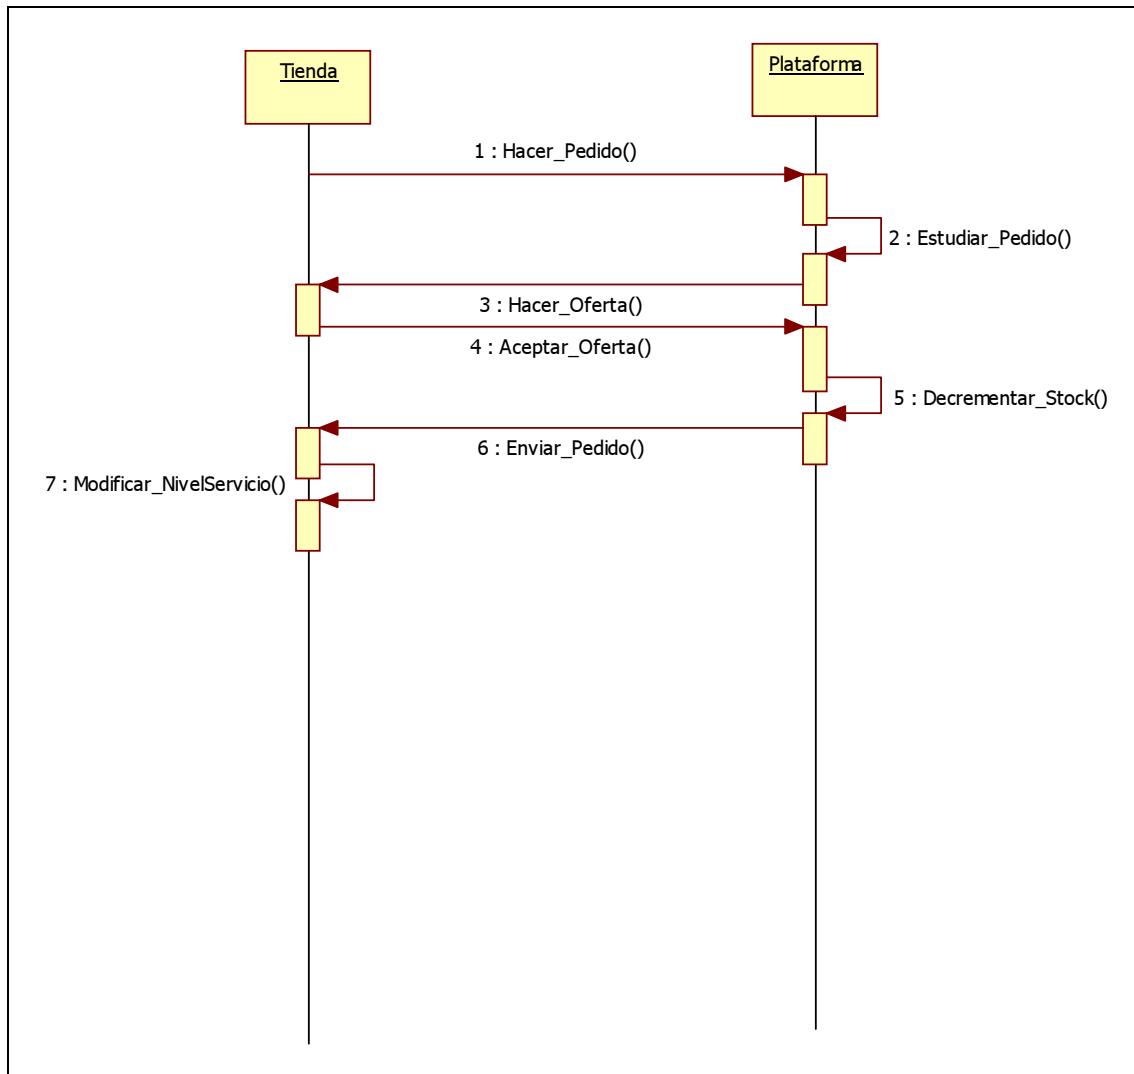 Tienda
Plataforma
1 : Hacer_Pedido()
2 : Estudiar_Pedido()
3 : Hacer_Oferta()
4 : Aceptar_Oferta()
5 : Decrementar_Stock()
6 : Enviar_Pedido()
7 : Modificar_NivelServicio()